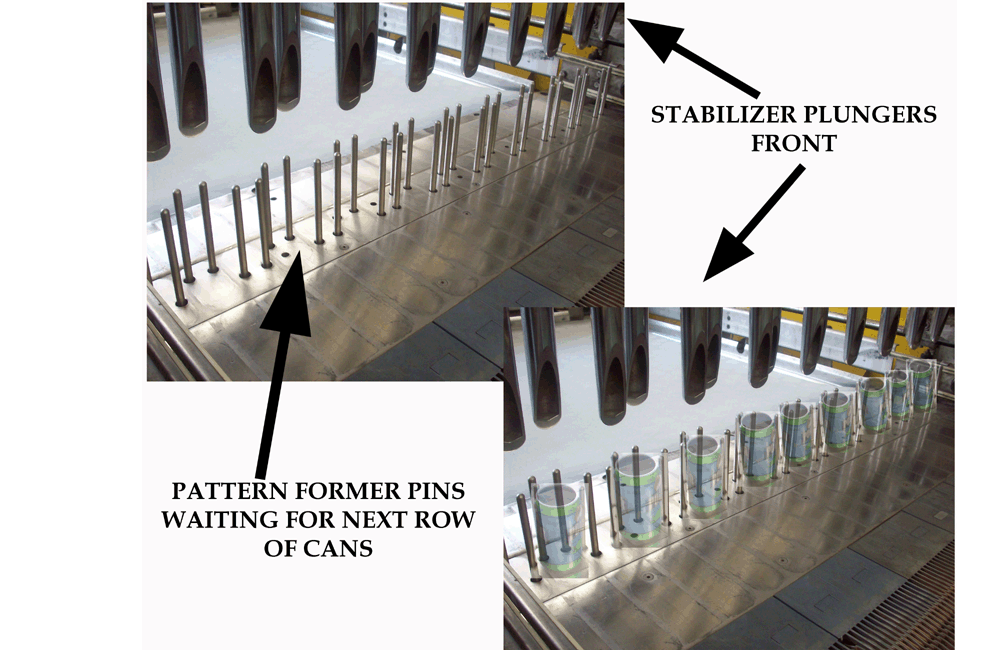 STABILIZER PLUNGERS
FRONT
PATTERN FORMER PINS
WAITING FOR NEXT ROW
OF CANS